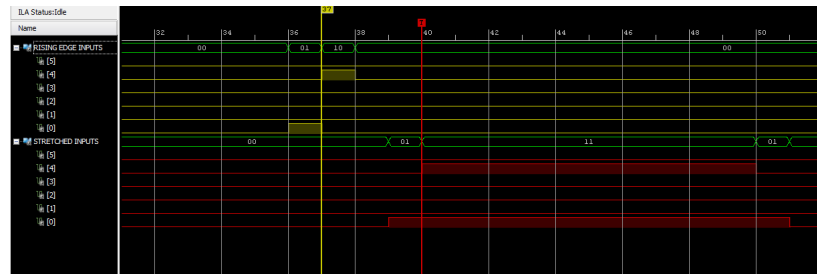 ILA Status:Idle
37
Name
32 34 36 38 40 42 44 46 48 50
RISING EDGE INPUTS 00 01 10 00
[5]
[4]
[3]
[2]
[1]
[0]
STRETCHED INPUTS 00 01 11 01
[5]
[4]
[3]
[2]
[1]
[0]